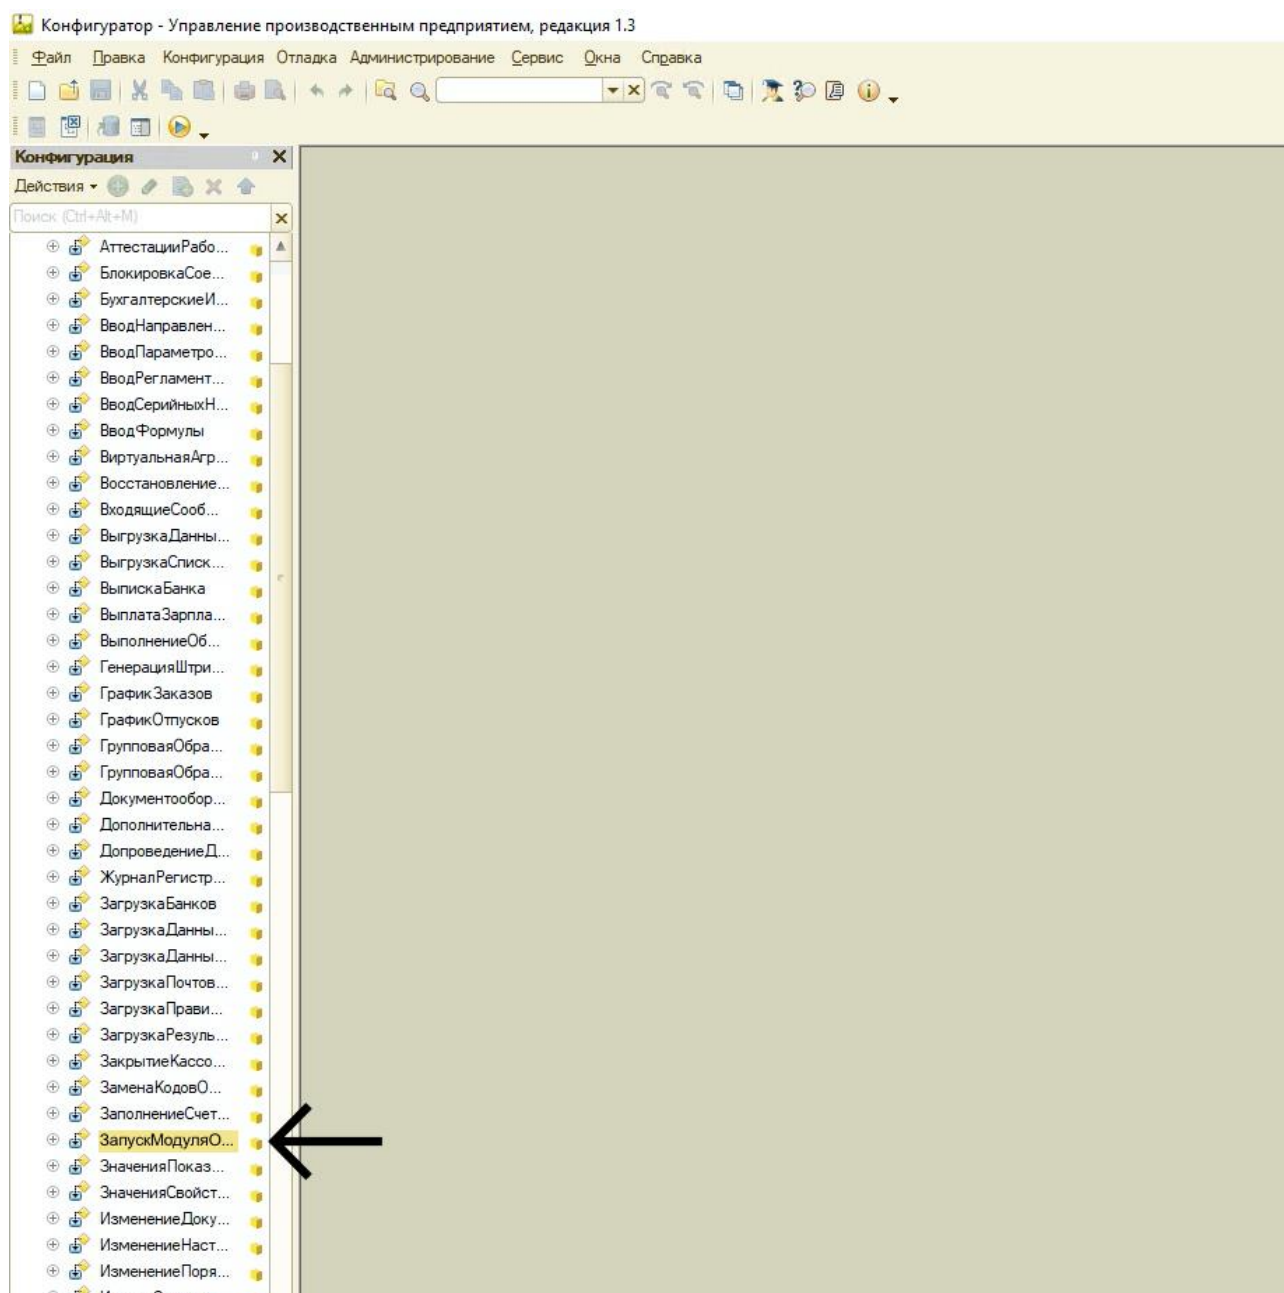 Конфигуратор - Управление производственным предприятием, редакция 1.3
Файл Правка Конфигурация Отладка Администрирование Сервис Окна Справка
Конфигурация
Действия
Поиск (Ctrl+Alt+M)
АттестацииРабо...
БлокировкаСое...
БухгалтерскиеИ...
ВводНаправлен...
ВводПараметро...
ВводРегламент...
ВводСерийныхН...
ВводФормулы
ВиртуальнаяАгр...
Восстановление...
ВходящиеСооб...
ВыгрузкаДанны...
ВыгрузкаСписк...
ВыпискаБанка
ВыплатаЗарпла...
ВыполнениеОб...
ГенерацияШтри...
ГрафикЗаказов
ГрафикОтпусков
ГрупповаяОбра...
ГрупповаяОбра...
Документообор...
Дополнительна...
ДопроведениеД...
ЖурналРегистр...
ЗагрузкаБанков
ЗагрузкаДанны...
ЗагрузкаДанны...
ЗагрузкаПочтов...
ЗагрузкаПрави...
ЗагрузкаРезуль...
ЗакрытиеКассо...
ЗаменаКодовО...
ЗаполнениеСчет...
ЗапускМодуляО...
ЗначенияПоказ...
ЗначенияСвойст...
ИзменениеДоку...
ИзменениеНаст...
ИзменениеПоря...